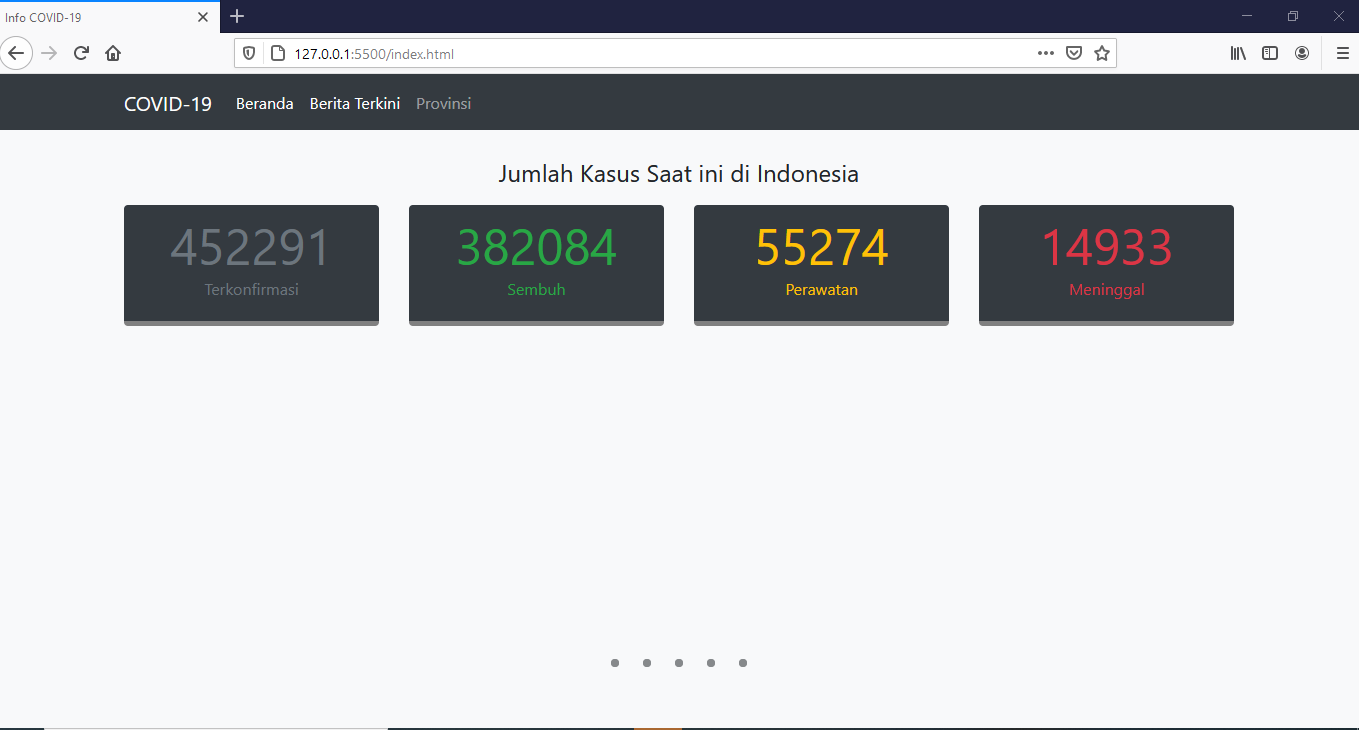 Info COVID-19
127.0.0.1:5500/index.html
COVID-19 Beranda Berita Terkini Provinsi
Jumlah Kasus Saat ini di Indonesia
452291 382084 55274 14933
Terkonfirmasi Sembuh Perawatan Meninggal